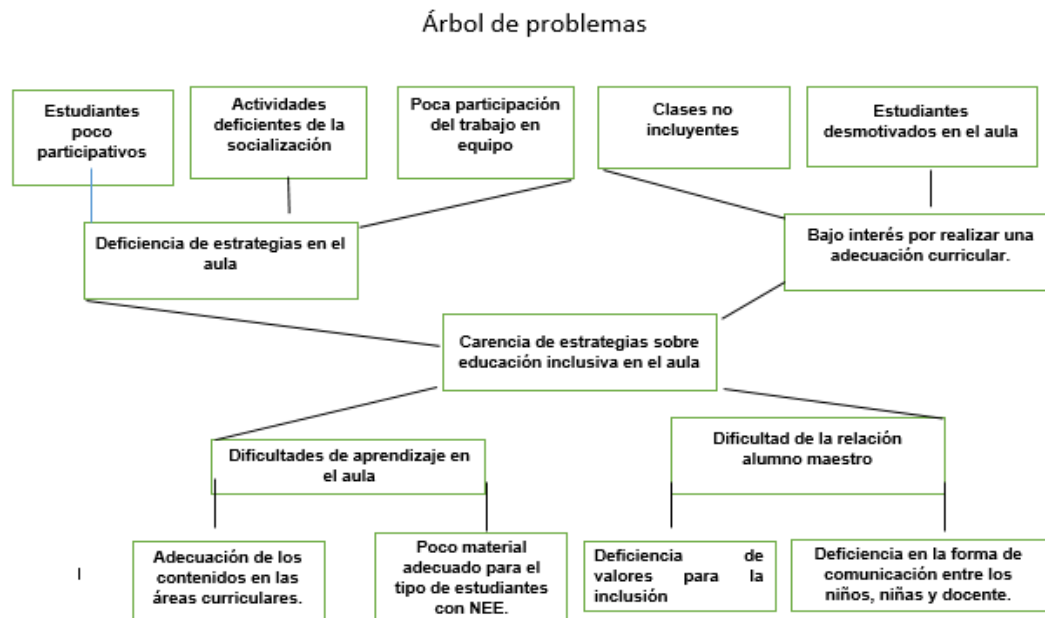 Árbol de problemas
Estudiantes
poco
participativos
Actividades
deficientes de la
socialización
Poca participación
del trabajo en
equipo
Clases no
incluyentes
Estudiantes
desmotivados en el aula
Deficiencia de estrategias en el
aula
Bajo interés por realizar una
adecuación curricular.
Carencia de estrategias sobre
educación inclusiva en el aula
Dificultades de aprendizaje en
el aula
Dificultad de la relación
alumno maestro
Adecuación de los
contenidos en las
áreas curriculares.
Poco material
adecuado para el
tipo de estudiantes
con NEE.
Deficiencia de
valores para la
inclusión
Deficiencia en la forma de
comunicación entre los
niños, niñas y docente.